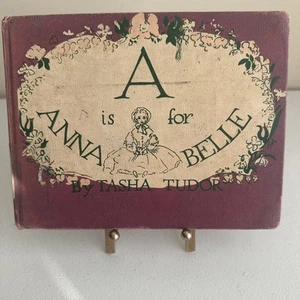 A
is for
ANNA BELLE
By TASHA TUDOR